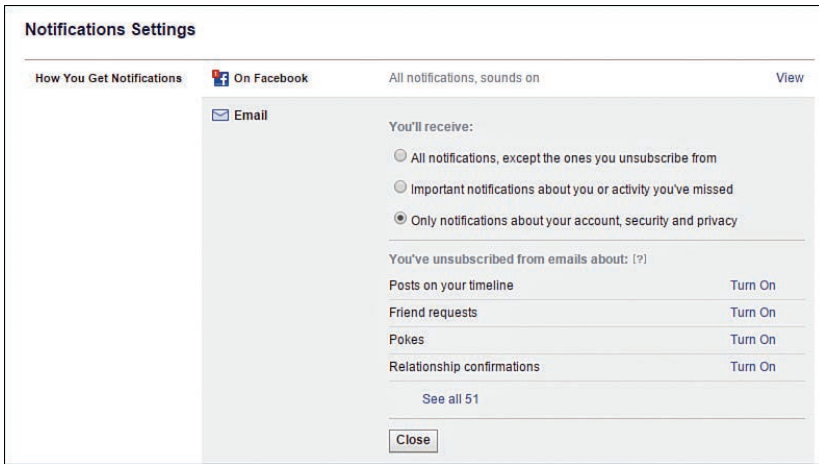 Notifications Settings
How You Get Notifications
On Facebook
All notifications, sounds on
View
Email
You'll receive:
All notifications, except the ones you unsubscribe from
Important notifications about you or activity you've missed
Only notifications about your account, security and privacy
You've unsubscribed from emails about: [?]
Posts on your timeline Turn On
Friend requests Turn On
Pokes Turn On
Relationship confirmations Turn On
See all 51
Close